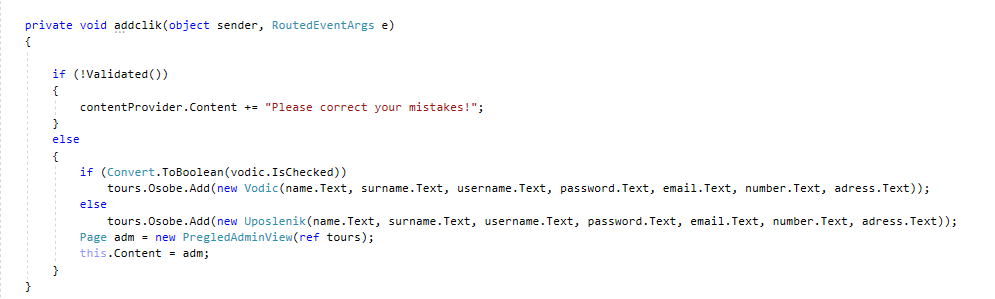 private void addclik(object sender, RoutedEventArgs e)
{
if (!Validated())
{
contentProvider.Content += "Please correct your mistakes!";
}
else
{
if (Convert.ToBoolean(vodic.IsChecked))
tours.Osobe.Add(new Vodic(name.Text, surname.Text, username.Text, password.Text, email.Text, number.Text, adress.Text));
else
tours.Osobe.Add(new Uposlenik(name.Text, surname.Text, username.Text, password.Text, email.Text, number.Text, adress.Text));
Page adm = new PregledAdminView(ref tours);
this.Content = adm;
}
}